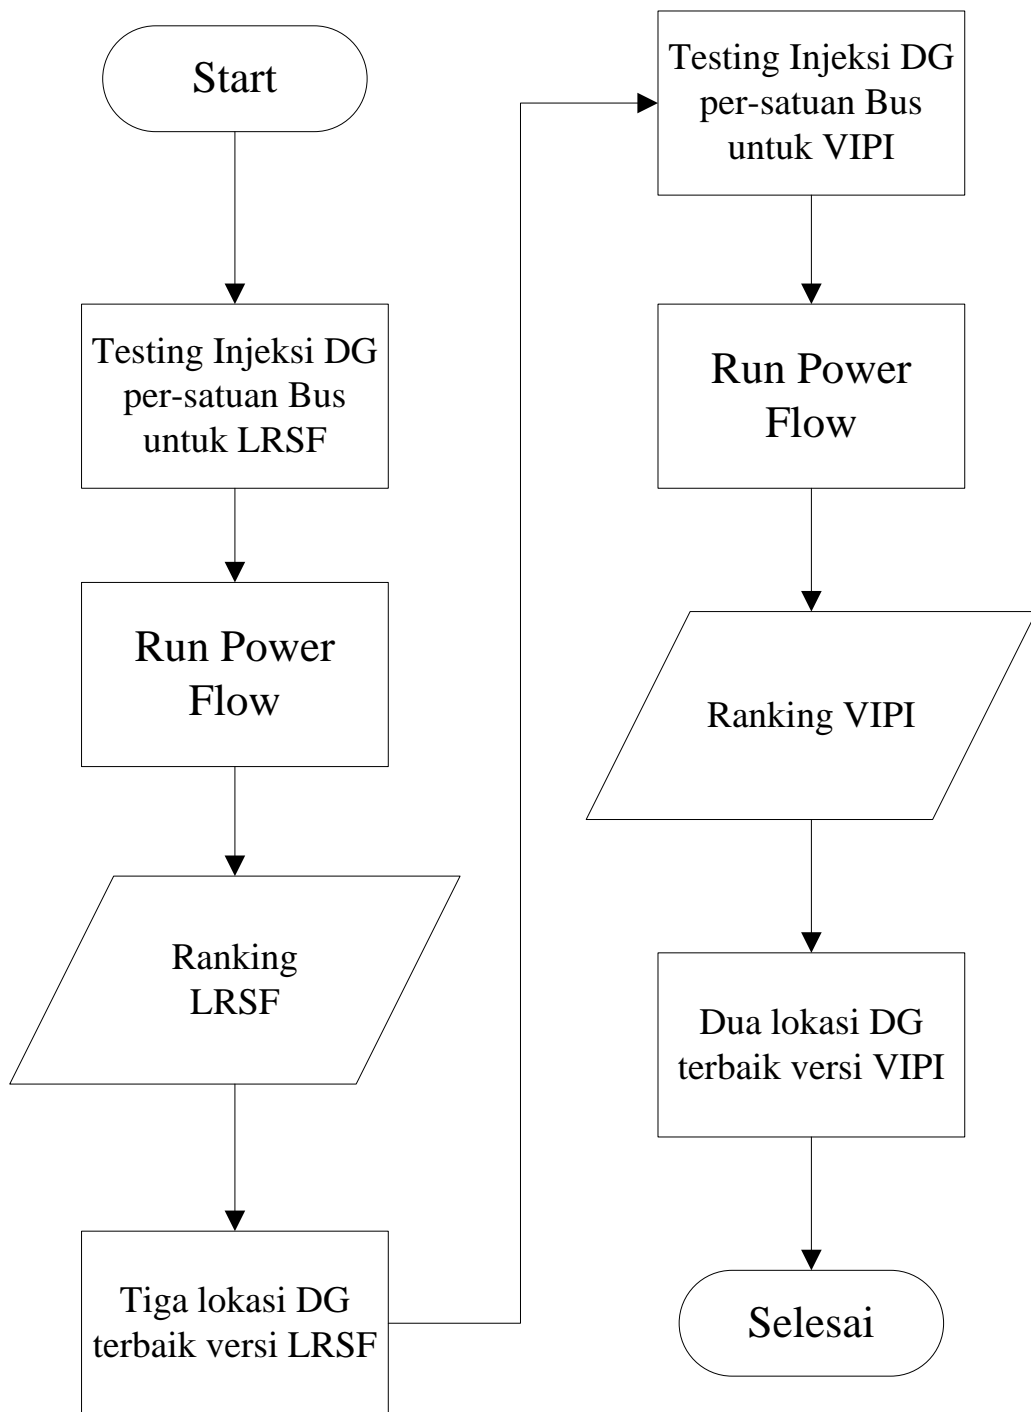 Start
Testing Injeksi DG
per-satuan Bus
untuk LRSF
Run Power
Flow
Ranking
LRSF
Tiga lokasi DG
terbaik versi LRSF
Testing Injeksi DG
per-satuan Bus
untuk VIPI
Run Power
Flow
Ranking VIPI
Dua lokasi DG
terbaik versi VIPI
Selesai